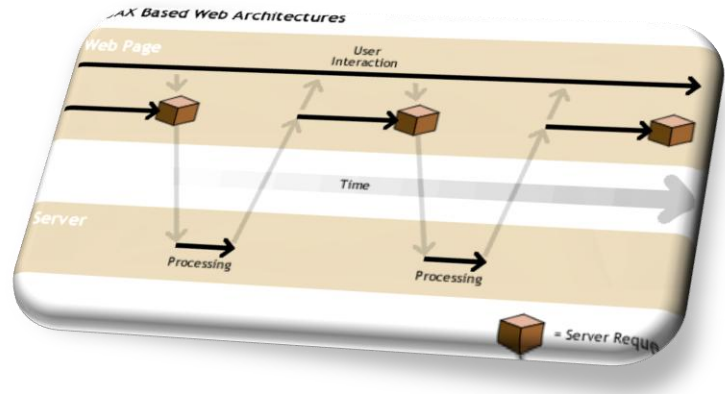 AX Based Web Architectures
Web Page
User
Interaction
Time
Server
Processing
Processing
= Server Reque